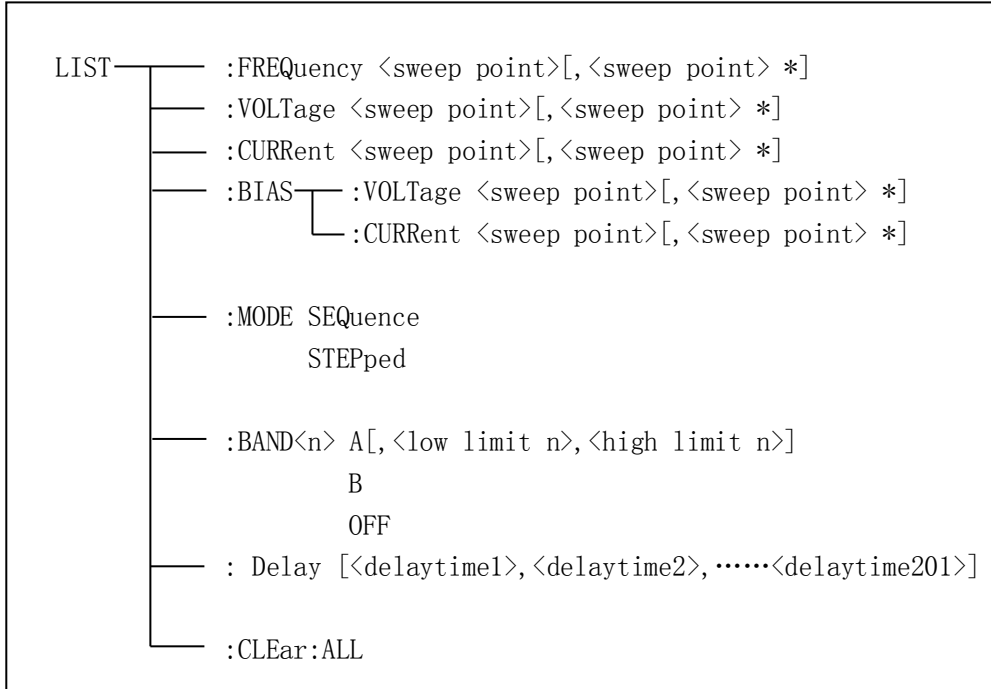 LIST :FREQuency <sweep point>[,<sweep point> *]
:VOLTage <sweep point>[,<sweep point> *]
:CURRent <sweep point>[,<sweep point> *]
:BIAS :VOLTage <sweep point>[,<sweep point> *]
:CURRent <sweep point>[,<sweep point> *]
:MODE SEQuence
STEPped
:BAND<n> A[,<low limit n>,<high limit n>]
B
OFF
: Delay [<delaytime1>,<delaytime2>,……<delaytime201>]
:CLEar:ALL